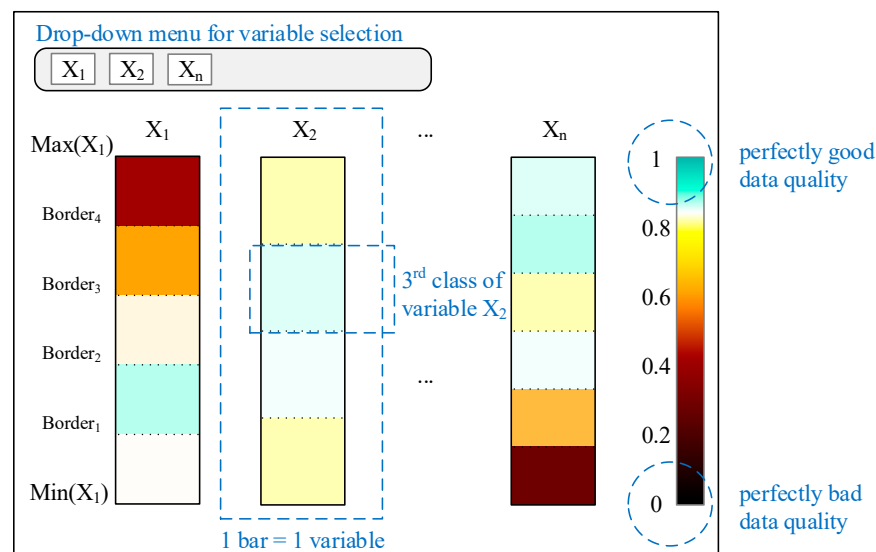 Drop-down menu for variable selection
X1 X2 Xn
X1 X2 ... Xn
Max(X1)
Border4
Border3
Border2
Border1
Min(X1)
3rd class of
variable X2
...
1 bar = 1 variable
1
0.8
0.6
0.4
0.2
0
perfectly good
data quality
perfectly bad
data quality